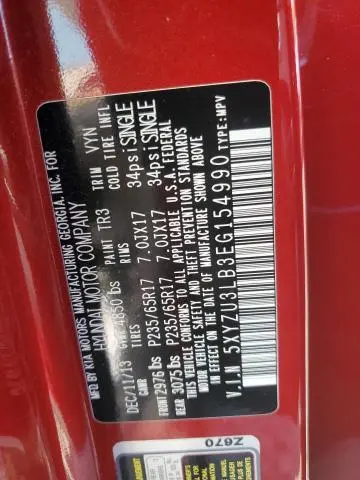 MFD BY KIA MOTORS MANUFACTURING GEORGIA, INC. FOR
HYUNDAI MOTOR COMPANY
DEC/11/13 4850 lbs PAINT TR3 TRIM VYN
GAWR TIRES RIMS COLD TIRE INFL
FRONT 2976 lbs P235/65R17 7.0JX17 34psi SINGLE
REAR 3075 lbs P235/65R17 7.0JX17 34psi SINGLE
THIS VEHICLE CONFORMS TO ALL APPLICABLE U.S.A. FEDERAL
MOTOR VEHICLE SAFETY AND THEFT PREVENTION STANDARDS
IN EFFECT ON THE DATE OF MANUFACTURE SHOWN ABOVE
V.I.N 5XYZU3LB3EG154990 TYPE:MPV
Z670